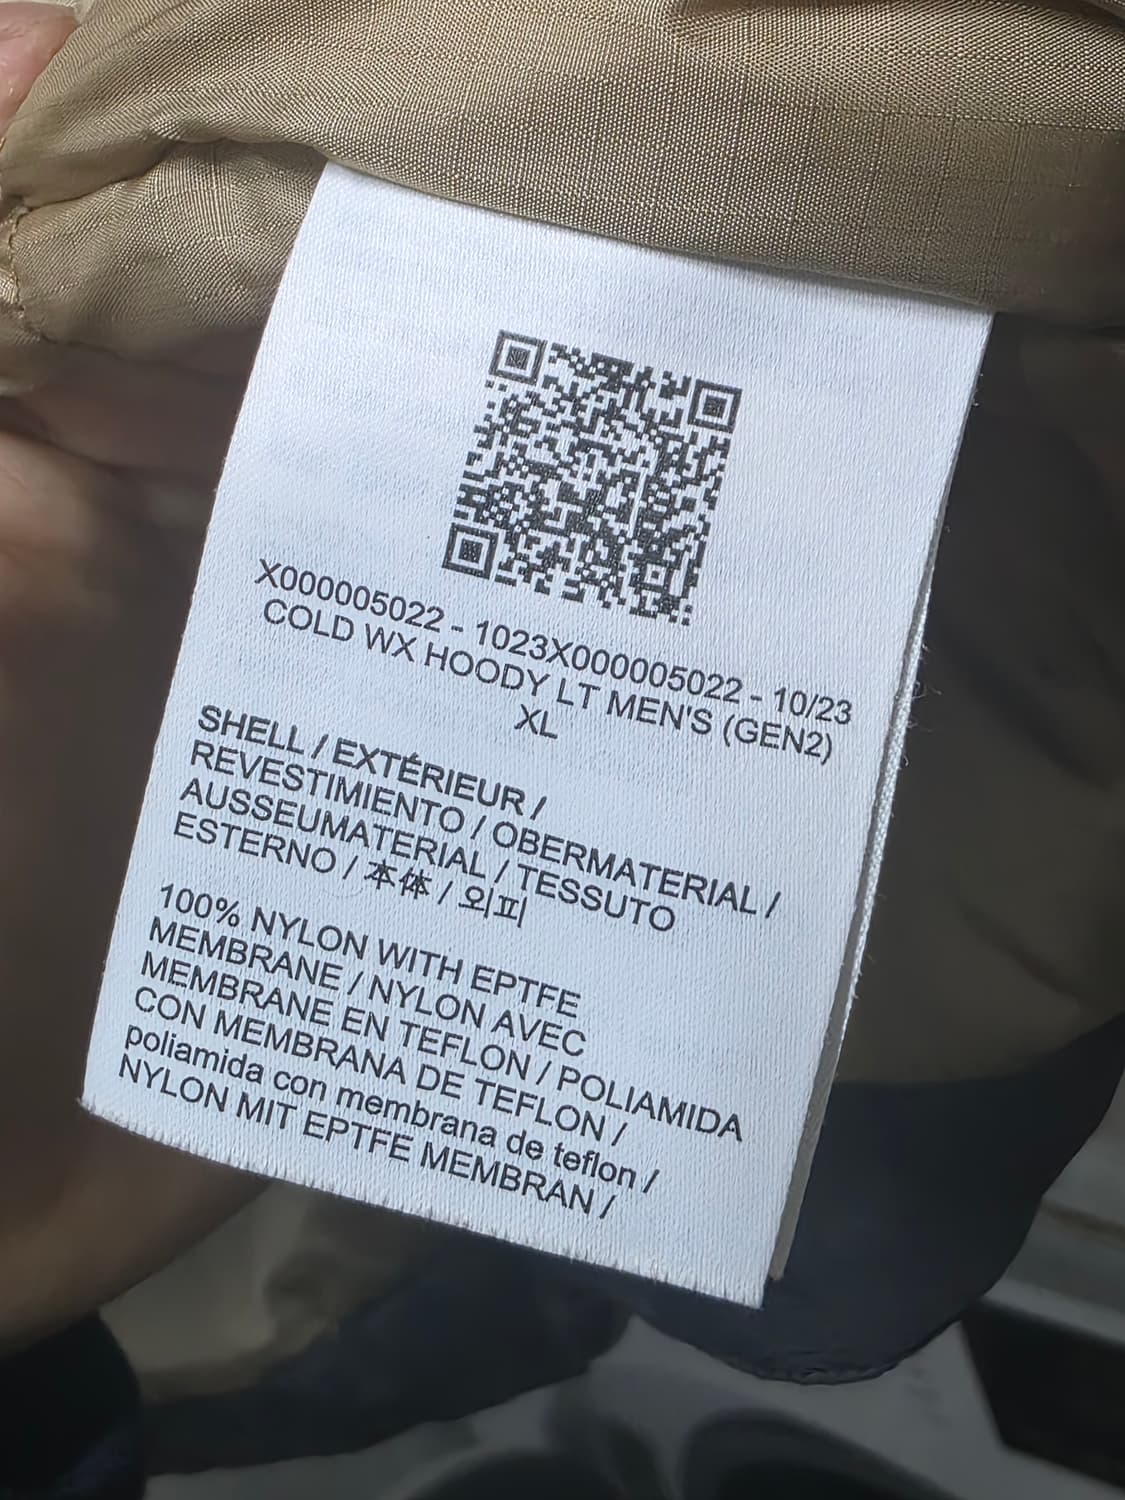 X000005022 - 1023X000005022 - 10/23
COLD WX HOODY LT MEN'S (GEN2)
XL
SHELL / EXTÉRIEUR /
REVESTIMIENTO / OBERMATERIAL /
AUSSEUMATERIAL / TESSUTO
ESTERNO / 本体 / 외피
100% NYLON WITH EPTFE
MEMBRANE / NYLON AVEC
MEMBRANE EN TEFLON / POLIAMIDA
CON MEMBRANA DE TEFLON /
poliamida con membrana de teflon /
NYLON MIT EPTFE MEMBRAN /